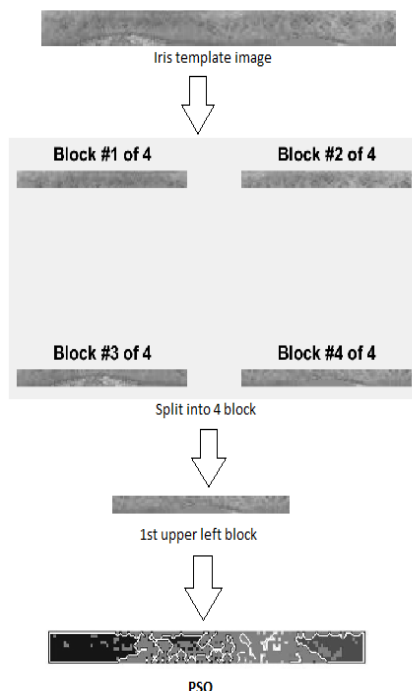 Iris template image
Block #1 of 4
Block #2 of 4
Block #3 of 4
Block #4 of 4
Split into 4 block
1st upper left block
PSO